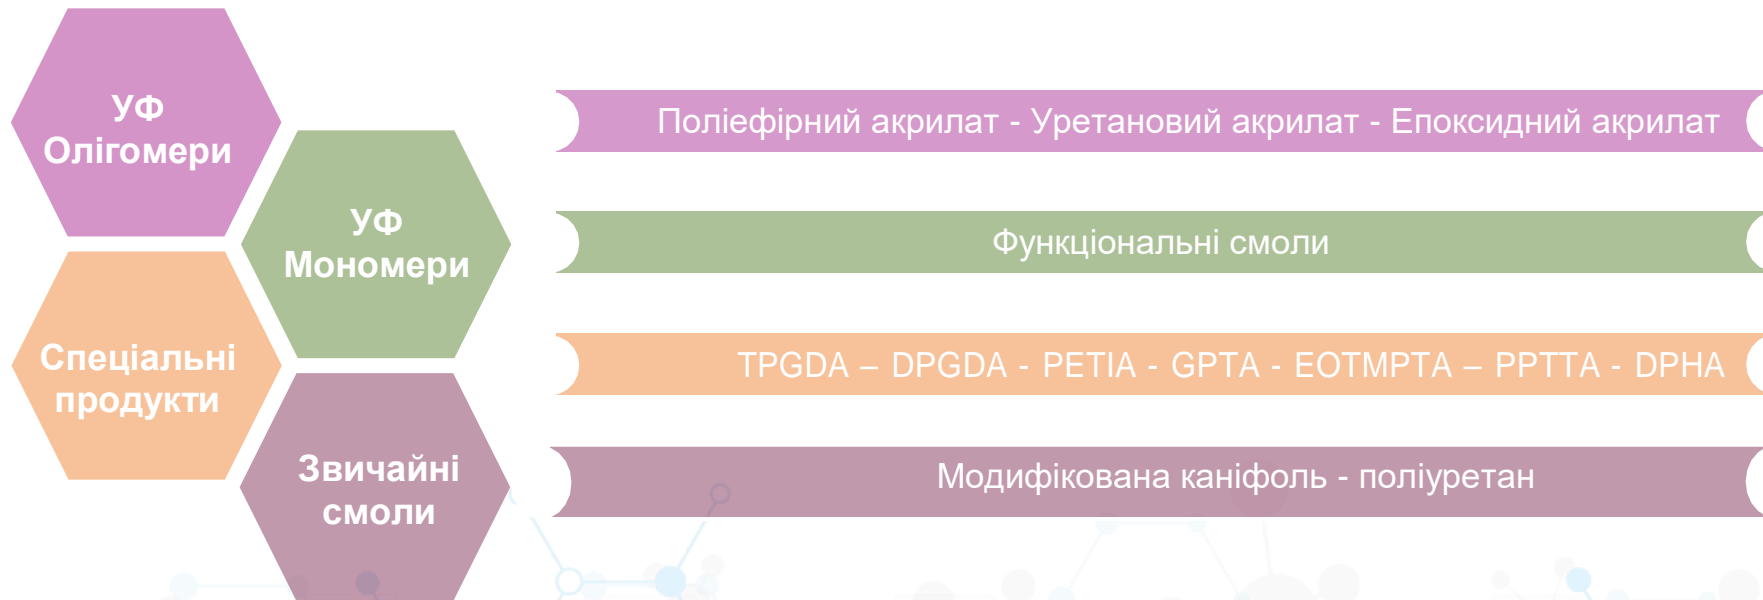 УФ
Олігомери
УФ
Мономери
Спеціальні
продукти
Звичайні
смоли
Поліефірний акрилат - Уретановий акрилат - Епоксидний акрилат
Функціональні смоли
TPGDA – DPGDA - PETIA - GPTA - EOTMPTA – PPTTA - DPHA
Модифікована каніфоль - поліуретан